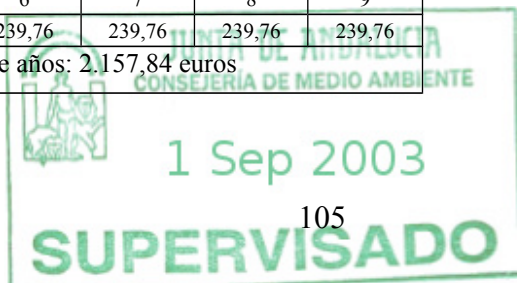 6 7 8 9
239,76 239,76 239,76 239,76
e años: 2.157,84 euros
JUNTA DE ANDALUCIA
CONSEJERÍA DE MEDIO AMBIENTE
1 Sep 2003
105
SUPERVISADO